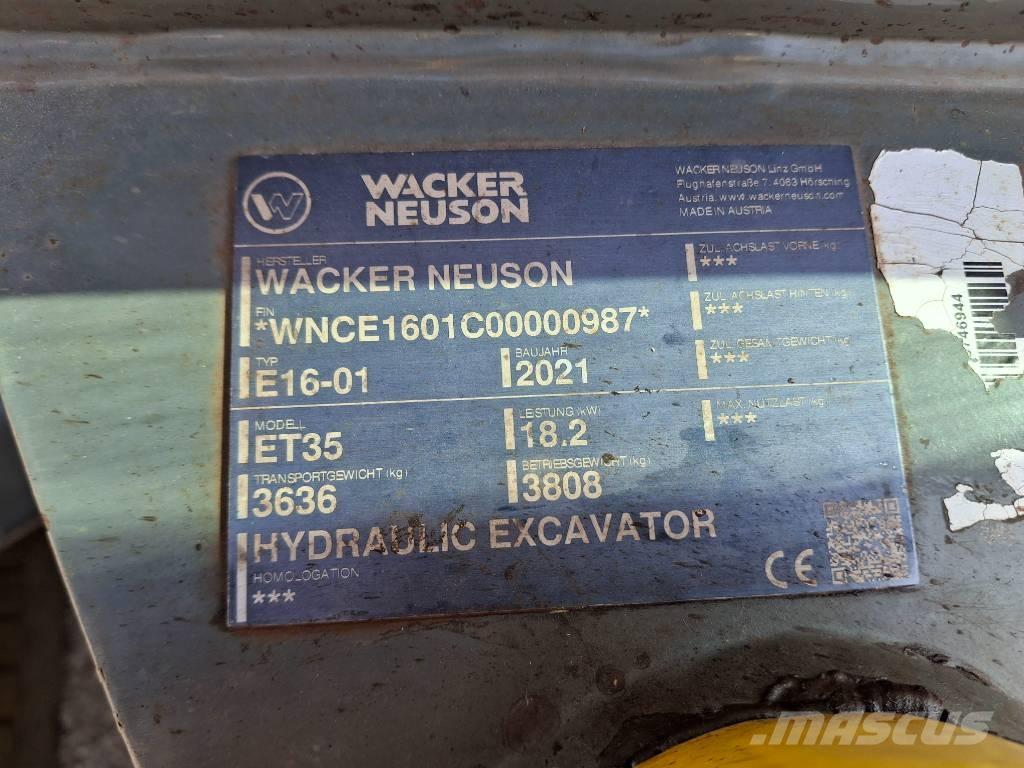 WACKER
NEUSON
WACKER NEUSON Linz GmbH
Flughafenstraße 7, 4063 Hörsching
Austria, www.wackerneuson.com
MADE IN AUSTRIA
HERSTELLER
WACKER NEUSON
FIN
*WNCE1601C00000987*
TYP
E16-01
BAUJAHR
2021
ZUL. ACHSLAST VORNE (kg)
***
ZUL. ACHSLAST HINTEN (kg)
***
ZUL. GESAMTGEWICHT (kg)
***
MODELL
ET35
LEISTUNG (kW)
18.2
MAX. NUTZLAST (kg)
***
TRANSPORTGEWICHT (kg)
3636
BETRIEBSGEWICHT (kg)
3808
HYDRAULIC EXCAVATOR
HOMOLOGATION
***
CE
46944
MASCUS